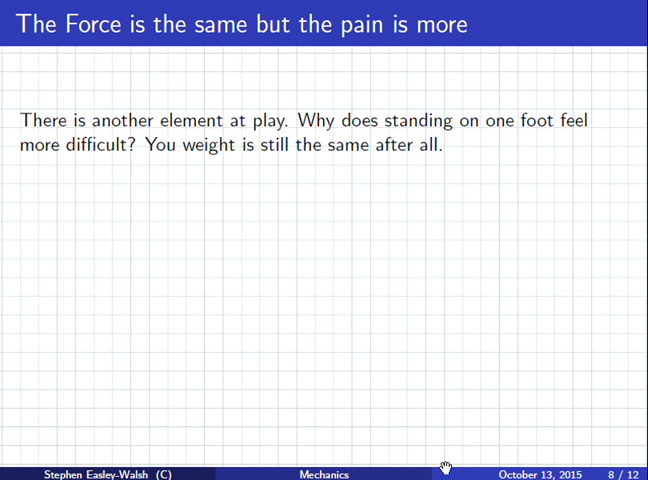 The Force is the same but the pain is more
There is another element at play. Why does standing on one foot feel
more difficult? You weight is still the same after all.
Stephen Easley-Walsh (C) Mechanics October 13, 2015 8 / 12